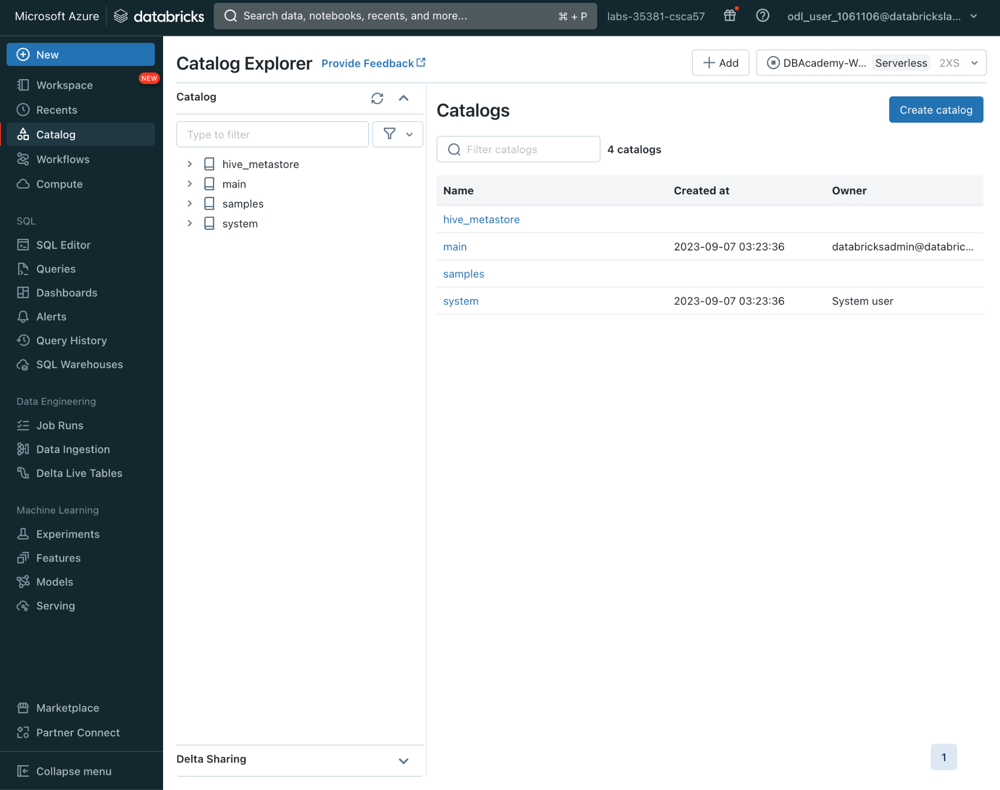 Microsoft Azure databricks Search data, notebooks, recents, and more... ⌘ + P labs-35381-csca57 odl_user_1061106@databricksla...
New
Workspace NEW
Recents
Catalog
Workflows
Compute
SQL
SQL Editor
Queries
Dashboards
Alerts
Query History
SQL Warehouses
Data Engineering
Job Runs
Data Ingestion
Delta Live Tables
Machine Learning
Experiments
Features
Models
Serving
Marketplace
Partner Connect
Collapse menu
Catalog Explorer Provide Feedback
Add DBAcademy-W... Serverless 2XS
Catalog
Type to filter
hive_metastore
main
samples
system
Delta Sharing
Catalogs
Create catalog
Filter catalogs 4 catalogs
Name Created at Owner
hive_metastore
main 2023-09-07 03:23:36 databricksadmin@databric...
samples
system 2023-09-07 03:23:36 System user
1